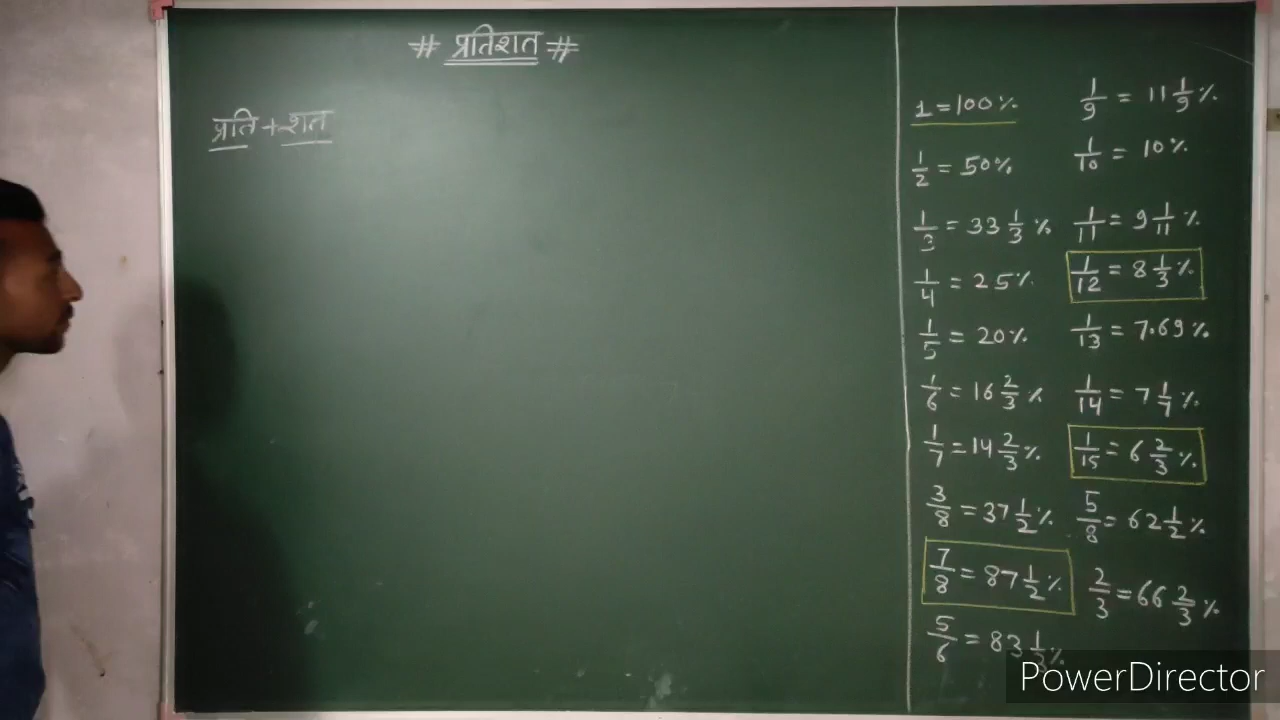 # प्रतिशत #
प्रति + शत
1 = 100%
1/2 = 50%
1/3 = 33 1/3 %
1/4 = 25%
1/5 = 20%
1/6 = 16 2/3 %
1/7 = 14 2/3 %
3/8 = 37 1/2 %
7/8 = 87 1/2 %
5/6 = 83 1/3 %
1/9 = 11 1/9 %
1/10 = 10%
1/11 = 9 1/11 %
1/12 = 8 1/3 %
1/13 = 7.69%
1/14 = 7 1/7 %
1/15 = 6 2/3 %
5/8 = 62 1/2 %
2/3 = 66 2/3 %
PowerDirector